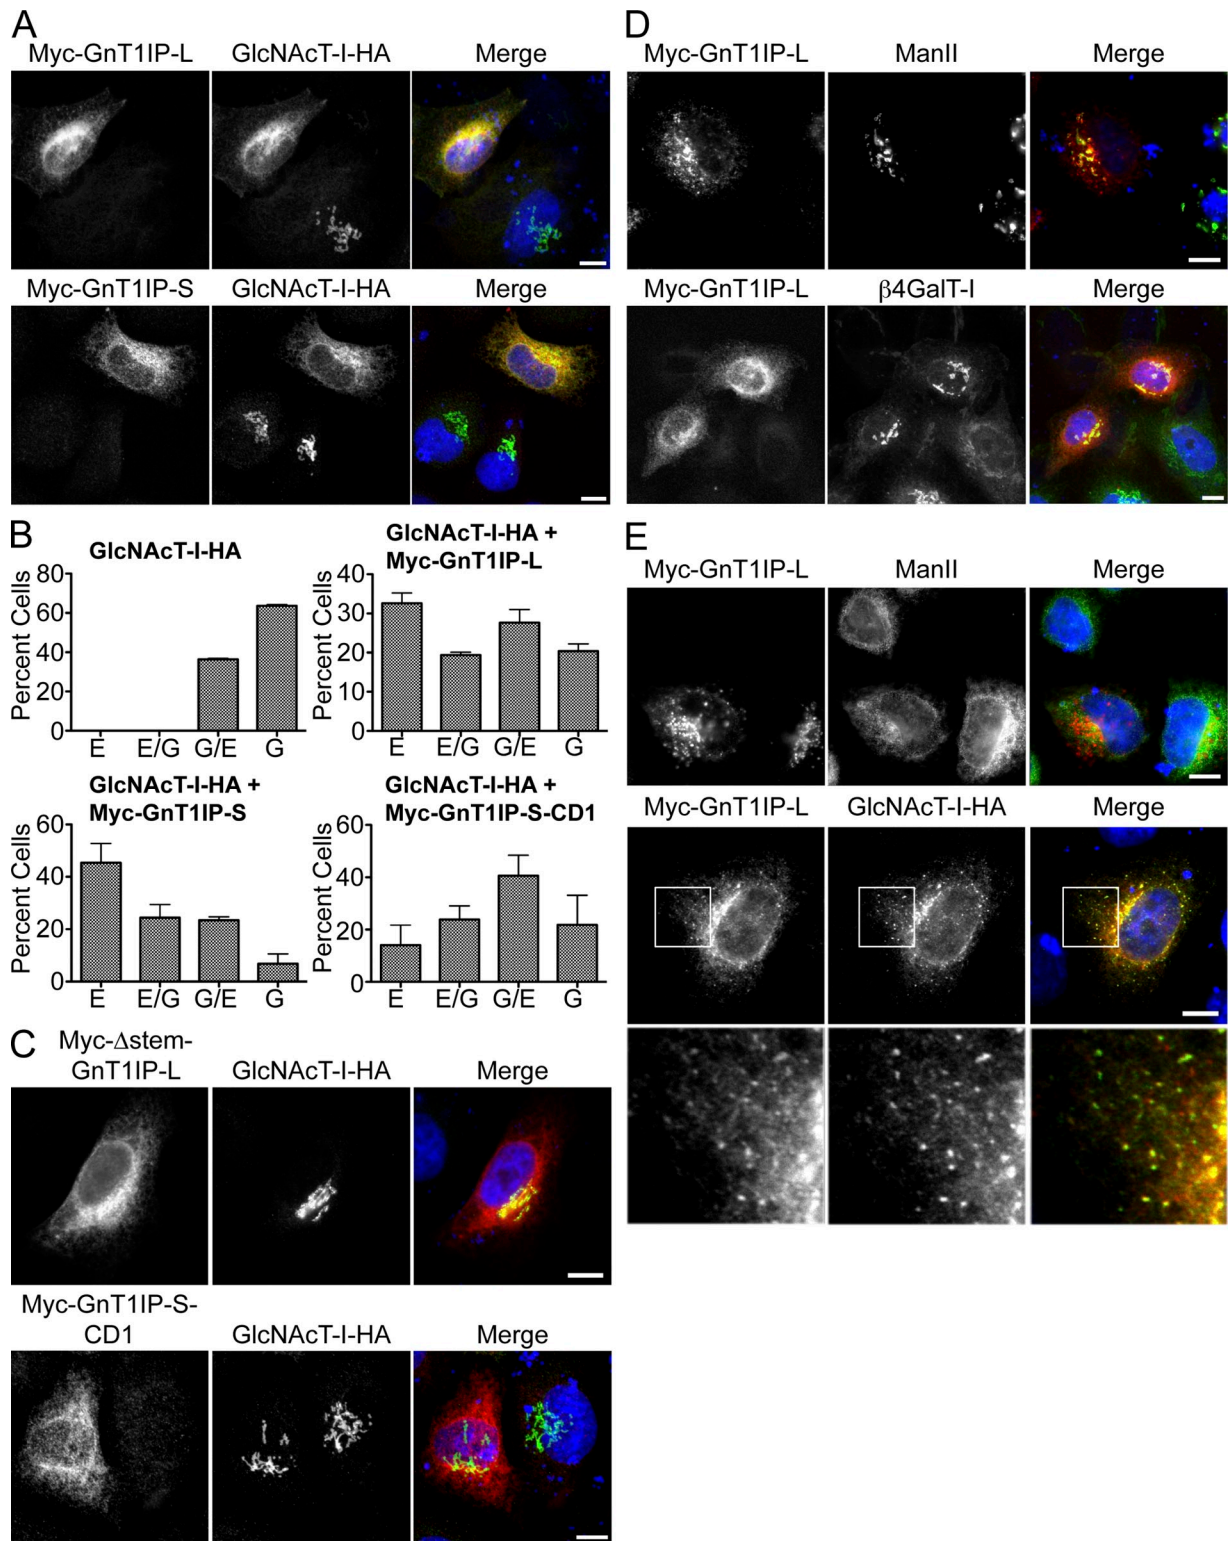 A
Myc-GnT1IP-L GlcNAcT-I-HA Merge
Myc-GnT1IP-S GlcNAcT-I-HA Merge
B
GlcNAcT-I-HA
Percent Cells
80
60
40
20
0
E E/G G/E G
GlcNAcT-I-HA +
Myc-GnT1IP-L
Percent Cells
40
30
20
10
0
E E/G G/E G
GlcNAcT-I-HA +
Myc-GnT1IP-S
Percent Cells
60
40
20
0
E E/G G/E G
GlcNAcT-I-HA +
Myc-GnT1IP-S-CD1
Percent Cells
60
40
20
0
E E/G G/E G
C
Myc-Δstem-
GnT1IP-L GlcNAcT-I-HA Merge
Myc-GnT1IP-S-
CD1 GlcNAcT-I-HA Merge
D
Myc-GnT1IP-L ManII Merge
Myc-GnT1IP-L β4GalT-I Merge
E
Myc-GnT1IP-L ManII Merge
Myc-GnT1IP-L GlcNAcT-I-HA Merge